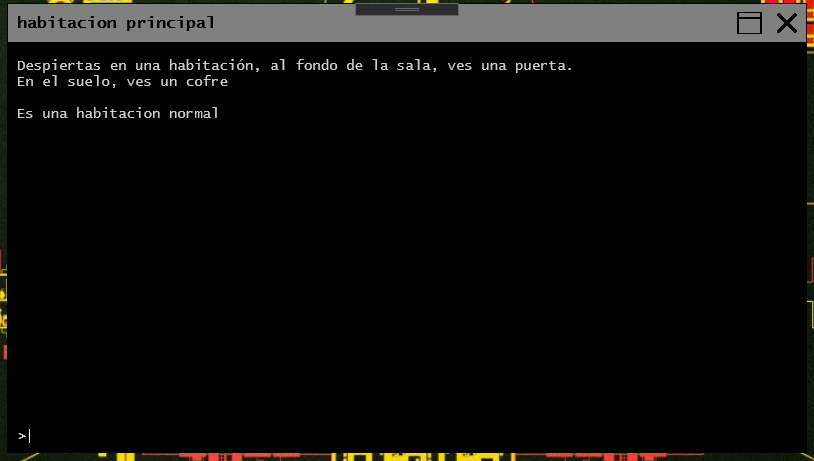 habitacion principal
Despiertas en una habitación, al fondo de la sala, ves una puerta.
En el suelo, ves un cofre
Es una habitacion normal
>